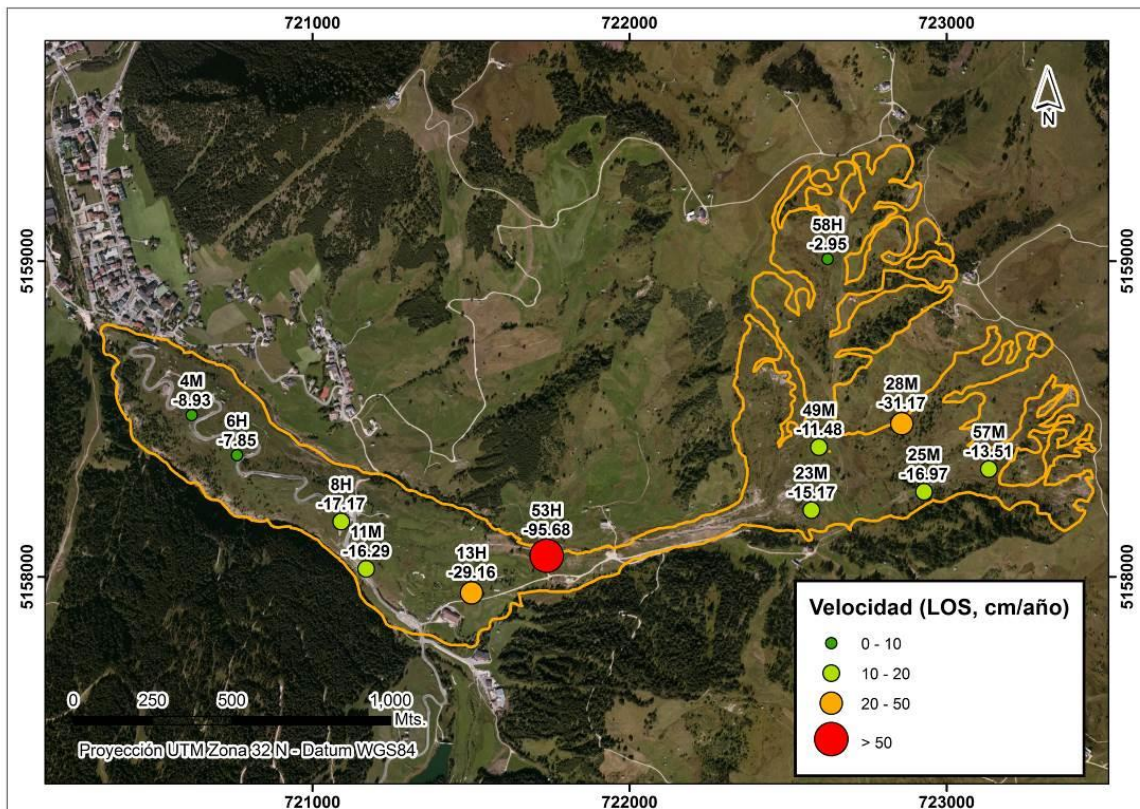 721000
722000
723000
N
5159000
5159000
58H
-2.95
4M
-8.93
28M
-31.17
6H
-7.85
49M
-11.48
57M
-13.51
25M
-16.97
23M
-15.17
8H
-17.17
53H
-95.68
11M
-16.29
13H
-29.16
5158000
5158000
Velocidad (LOS, cm/año)
0 - 10
10 - 20
20 - 50
> 50
0 250 500 1,000
Mts.
Proyección UTM Zona 32 N - Datum WGS84
721000
722000
723000